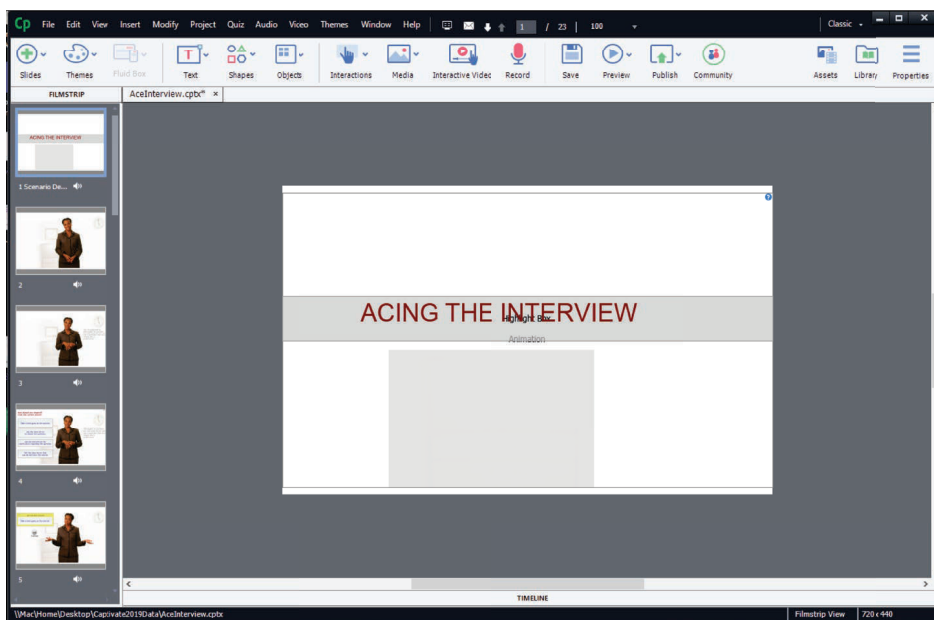 Cp File Edit View Insert Modify Project Quiz Audio Video Themes Window Help 1 / 23 100 Classic
Slides Themes Fluid Box Text Shapes Objects Interactions Media Interactive Video Record Save Preview Publish Community Assets Library Properties
FILMSTRIP AceInterview.cptx* ×
ACING THE INTERVIEW
1 Scenario De...
2
3
4
5
ACING THE INTERVIEW
Highlight Box
Animation
TIMELINE
\\Mac\Home\Desktop\Captivate2019Data\AceInterview.cptx Filmstrip View 720 x 440